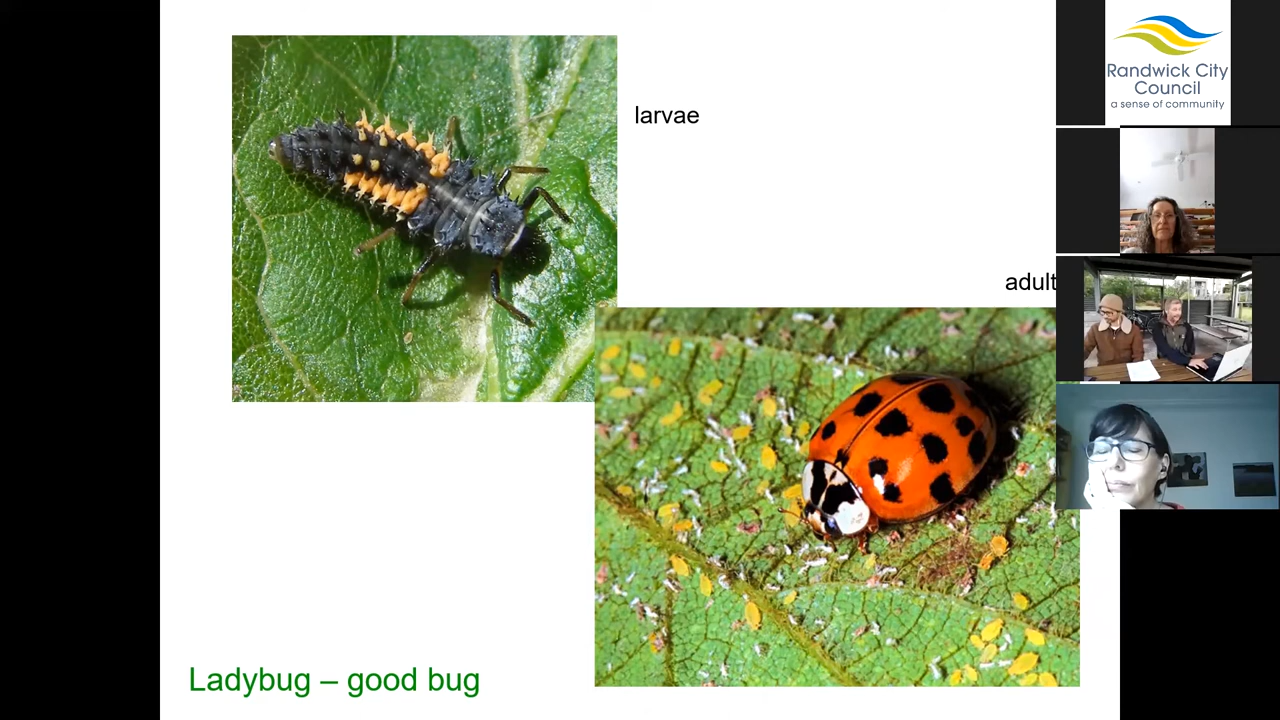 larvae
adult
Ladybug – good bug
Randwick City
Council
a sense of community